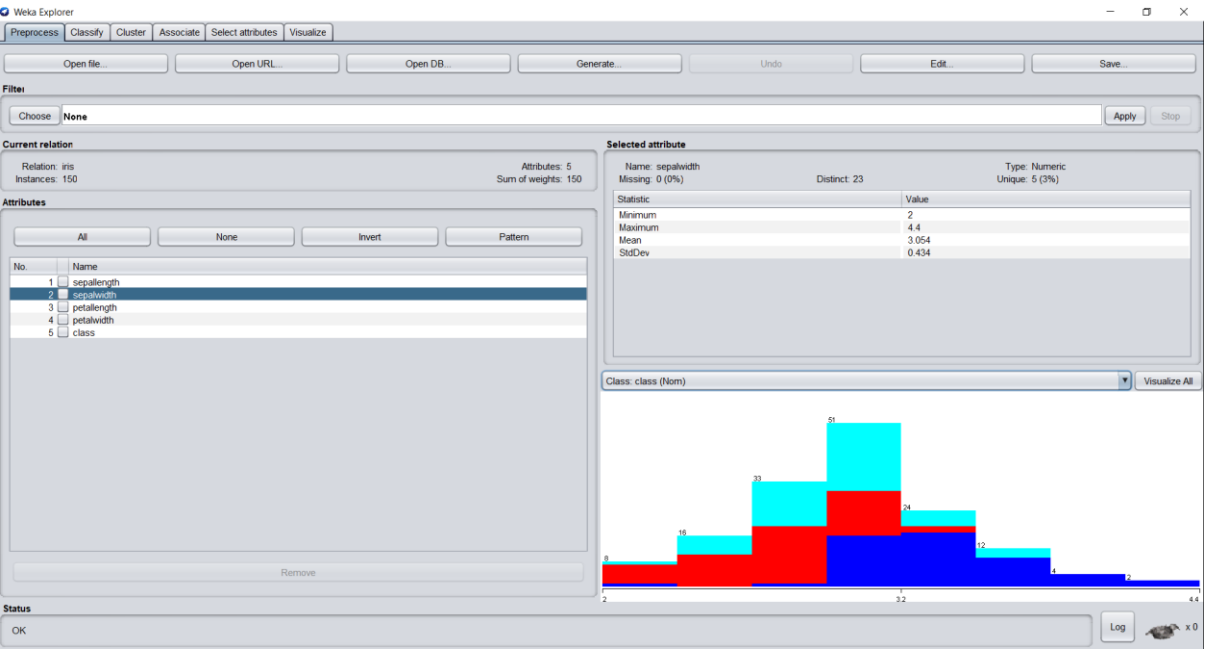 Weka Explorer
Preprocess Classify Cluster Associate Select attributes Visualize
Open file... Open URL... Open DB... Generate... Undo Edit... Save...
Filter
Choose None Apply Stop
Current relation
Relation: iris Attributes: 5
Instances: 150 Sum of weights: 150
Attributes
All None Invert Pattern
No. Name
1 sepallength
2 sepalwidth
3 petallength
4 petalwidth
5 class
Remove
Selected attribute
Name: sepalwidth Type: Numeric
Missing: 0 (0%) Distinct: 23 Unique: 5 (3%)
Statistic Value
Minimum 2
Maximum 4.4
Mean 3.054
StdDev 0.434
Class: class (Nom) Visualize All
51
33
24
16
12
8
4
2
2 3.2 4.4
Status
OK Log x 0